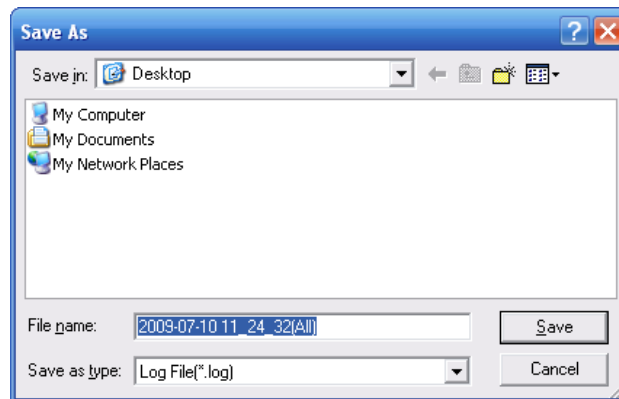 Save As
Save in: Desktop
My Computer
My Documents
My Network Places
File name: 2009-07-10 11_24_32(All)
Save
Save as type: Log File(*.log)
Cancel